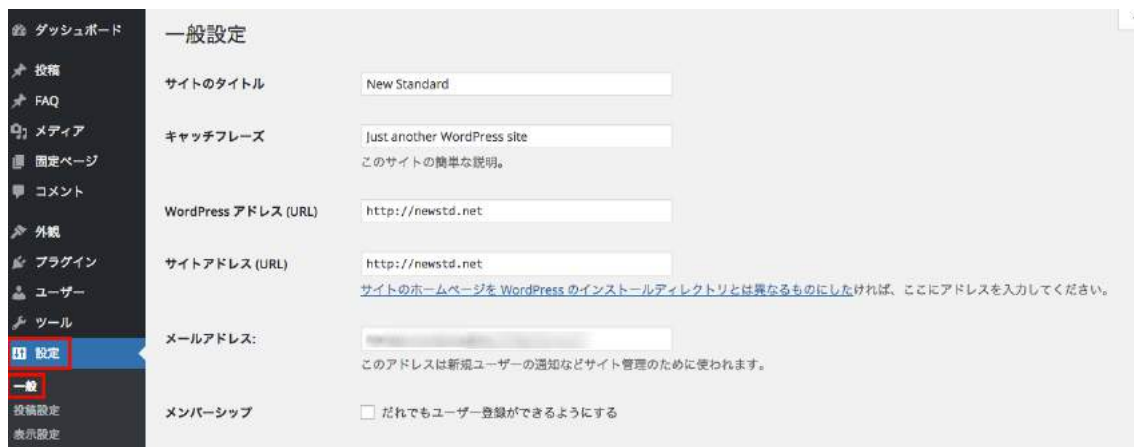 ダッシュボード
投稿
FAQ
メディア
固定ページ
コメント
外観
プラグイン
ユーザー
ツール
設定
一般
投稿設定
表示設定
一般設定
サイトのタイトル
New Standard
キャッチフレーズ
Just another WordPress site
このサイトの簡単な説明。
WordPress アドレス (URL)
http://newstd.net
サイトアドレス (URL)
http://newstd.net
サイトのホームページを WordPress のインストールディレクトリとは異なるものにしたければ、ここにアドレスを入力してください。
メールアドレス:
このアドレスは新規ユーザーの通知などサイト管理のために使われます。
メンバーシップ
だれでもユーザー登録ができるようにする